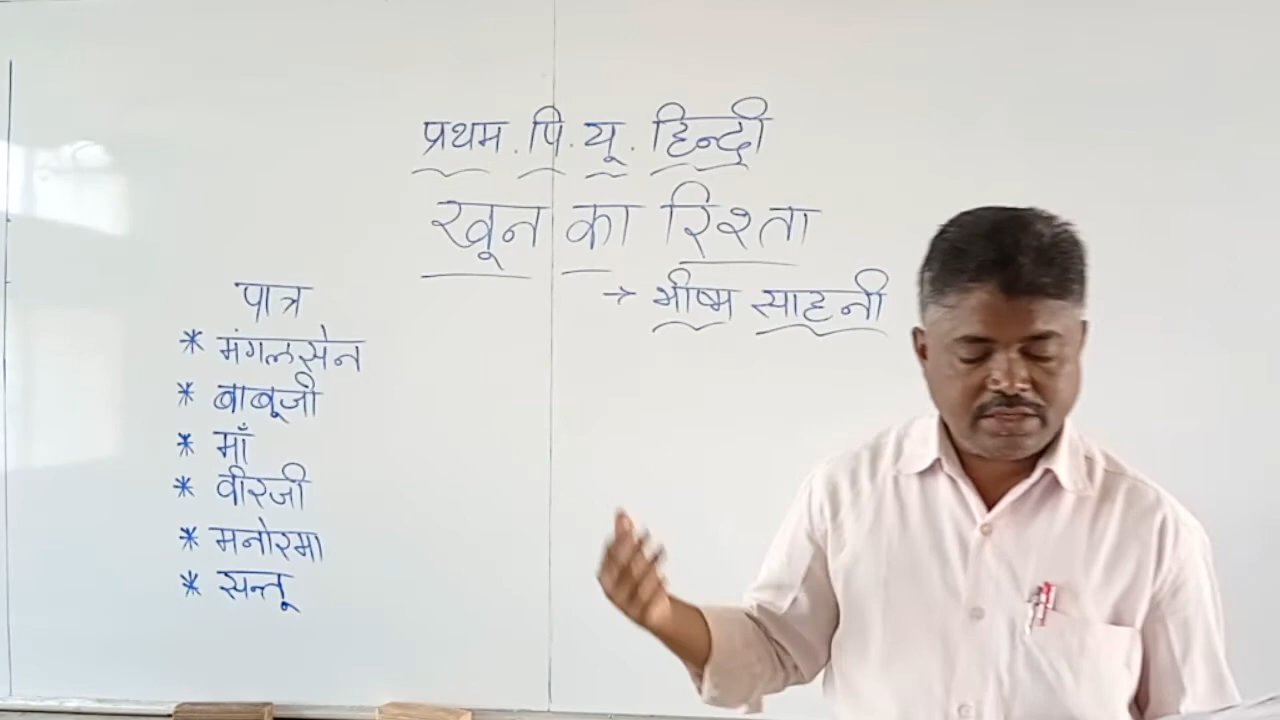 प्रथम . पि . यू . हिन्दी
खून का रिश्ता
→ भीष्म साहनी
पात्र
* मंगलसेन
* बाबूजी
* माँ
* वीरजी
* मनोरमा
* सन्तू